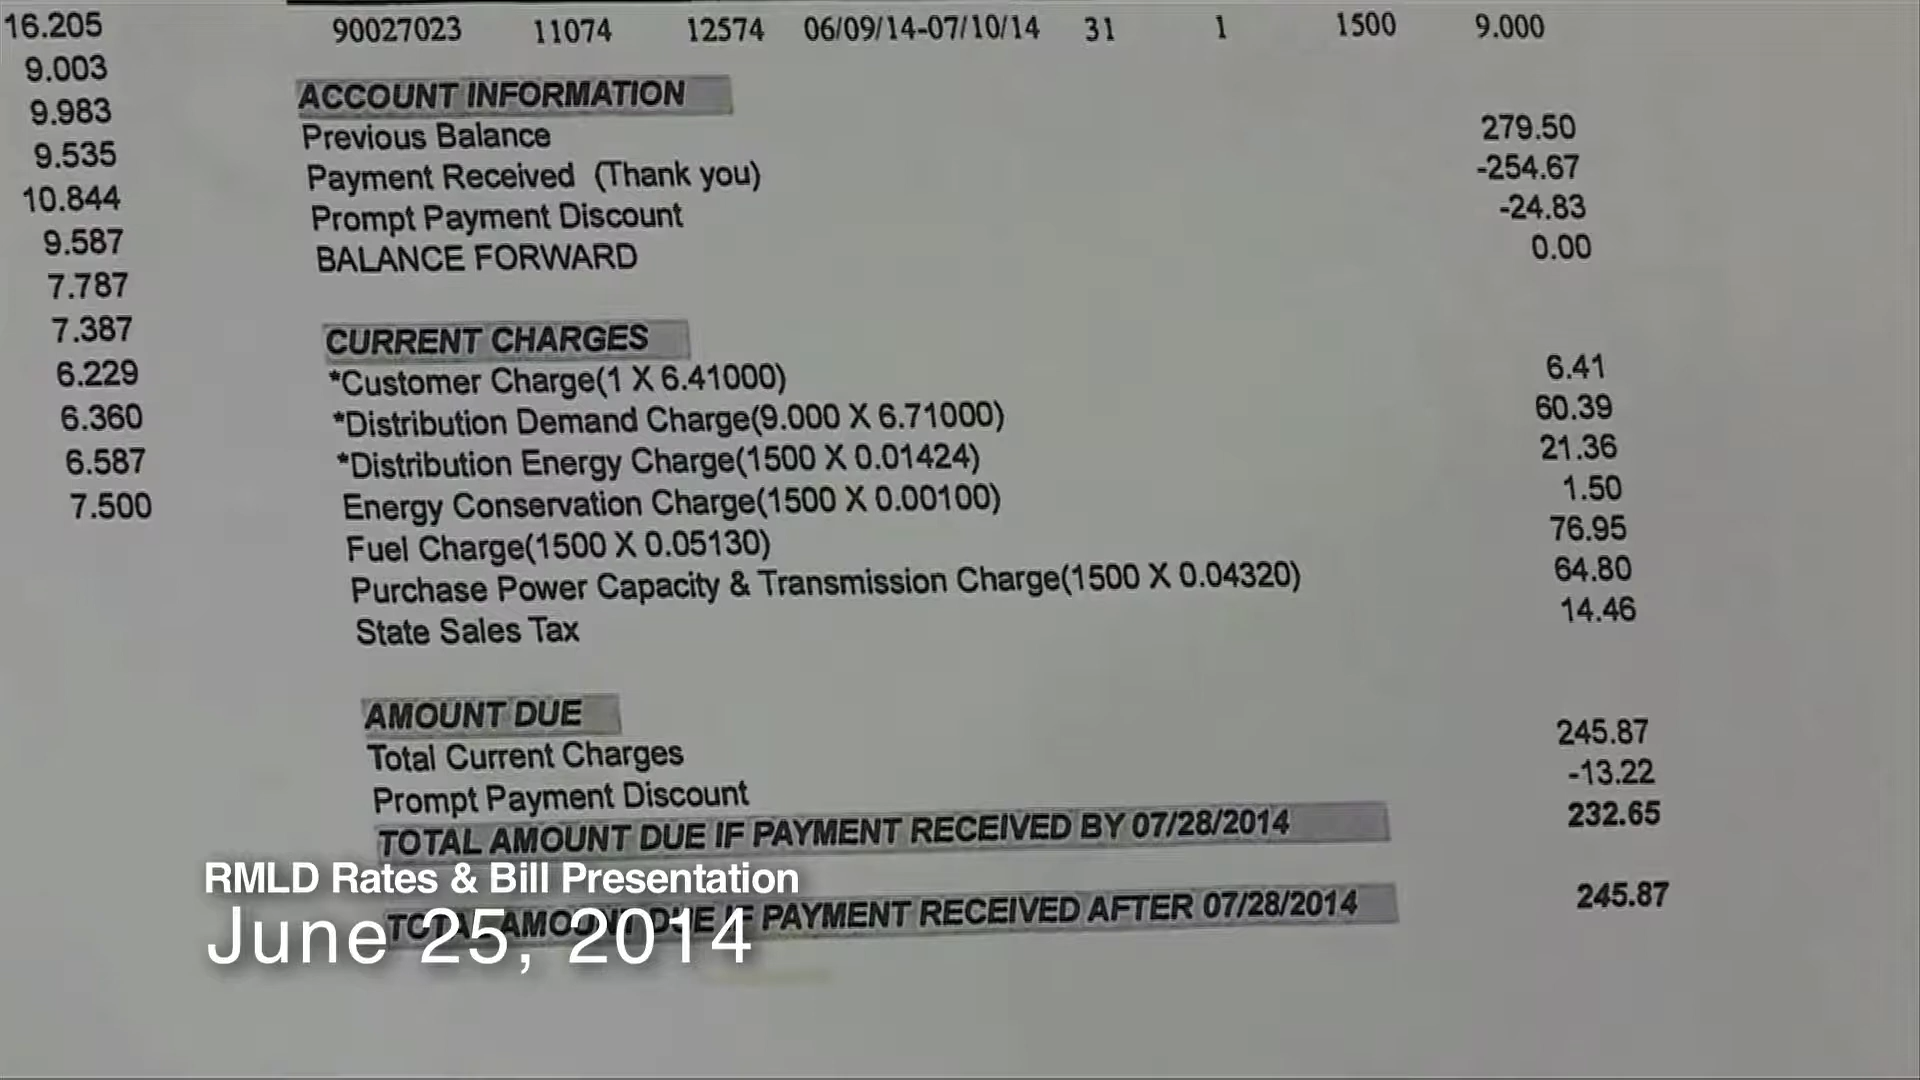 16.205
9.003
9.983
9.535
10.844
9.587
7.787
7.387
6.229
6.360
6.587
7.500
90027023 11074 12574 06/09/14-07/10/14 31 1 1500 9.000
ACCOUNT INFORMATION
Previous Balance 279.50
Payment Received (Thank you) -254.67
Prompt Payment Discount -24.83
BALANCE FORWARD 0.00
CURRENT CHARGES
*Customer Charge(1 X 6.41000) 6.41
*Distribution Demand Charge(9.000 X 6.71000) 60.39
*Distribution Energy Charge(1500 X 0.01424) 21.36
Energy Conservation Charge(1500 X 0.00100) 1.50
Fuel Charge(1500 X 0.05130) 76.95
Purchase Power Capacity & Transmission Charge(1500 X 0.04320) 64.80
State Sales Tax 14.46
AMOUNT DUE
Total Current Charges 245.87
Prompt Payment Discount -13.22
TOTAL AMOUNT DUE IF PAYMENT RECEIVED BY 07/28/2014 232.65
TOTAL AMOUNT DUE IF PAYMENT RECEIVED AFTER 07/28/2014 245.87
RMLD Rates & Bill Presentation
June 25, 2014